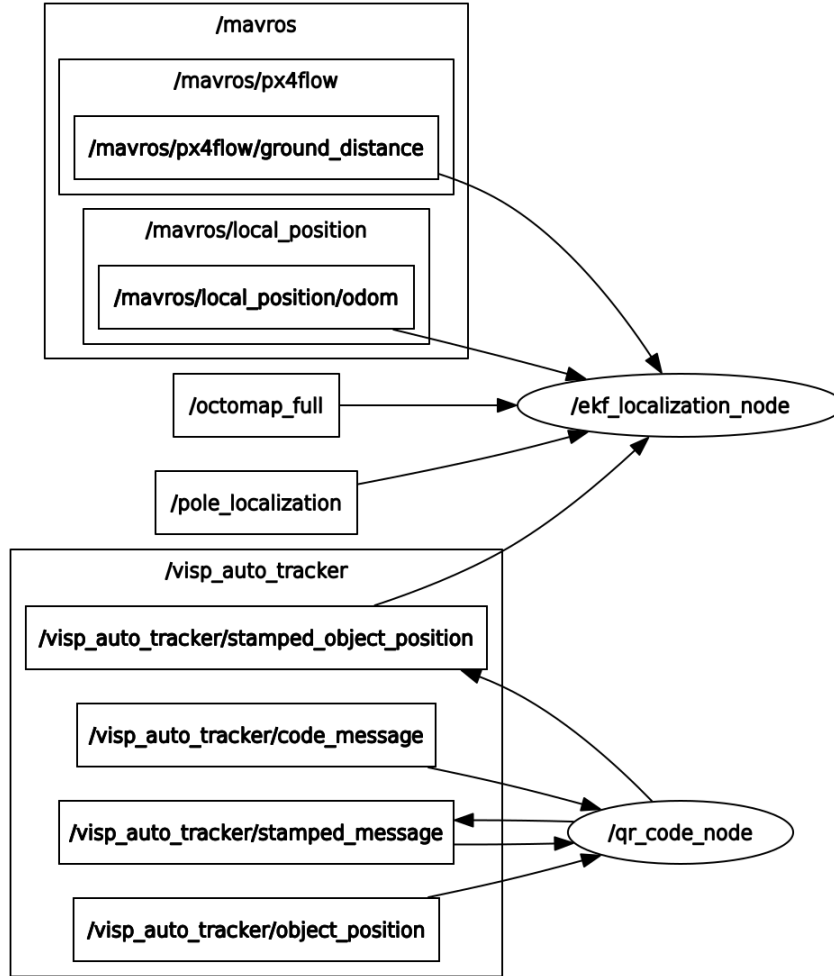 /mavros
/mavros/px4flow
/mavros/px4flow/ground_distance
/mavros/local_position
/mavros/local_position/odom
/octomap_full
/ekf_localization_node
/pole_localization
/visp_auto_tracker
/visp_auto_tracker/stamped_object_position
/visp_auto_tracker/code_message
/visp_auto_tracker/stamped_message
/qr_code_node
/visp_auto_tracker/object_position